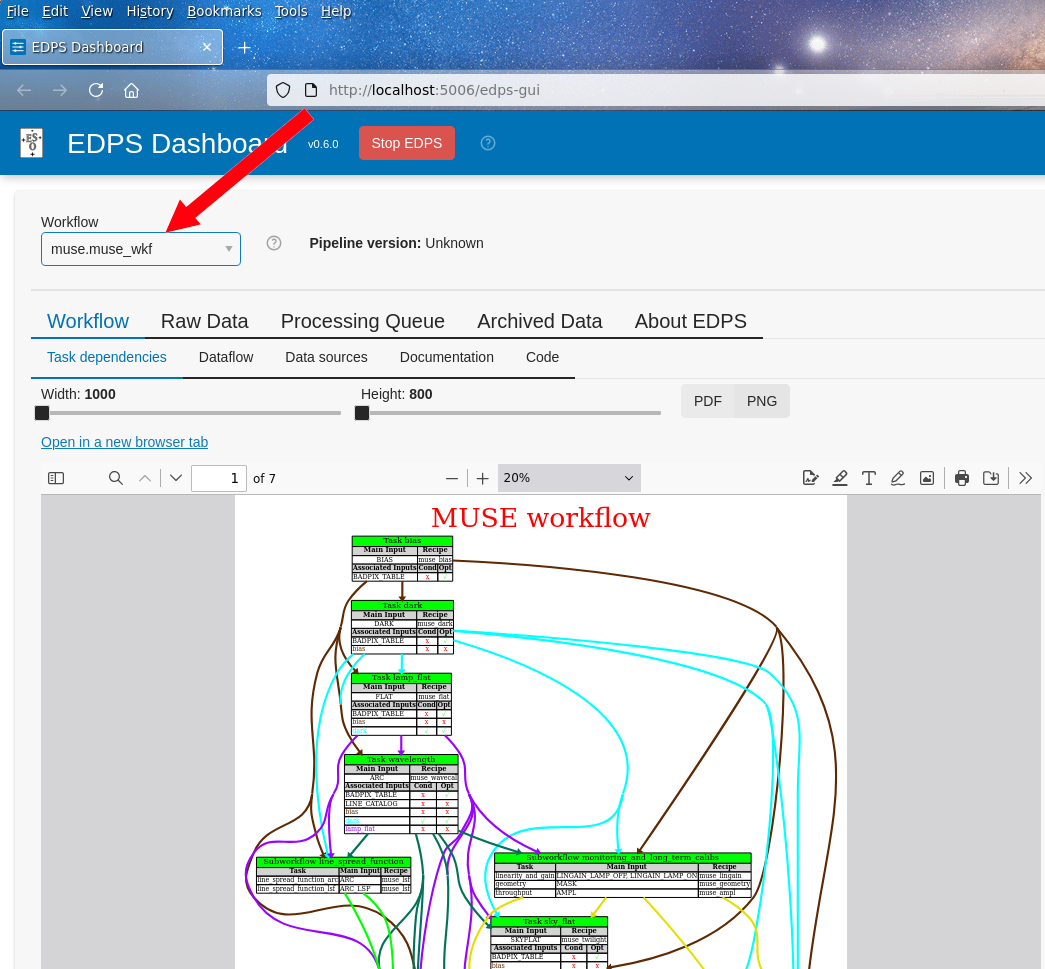 File Edit View History Bookmarks Tools Help
EDPS Dashboard
http://localhost:5006/edps-gui
ESO
EDPS Dashboard v0.6.0 Stop EDPS
Workflow
muse.muse_wkf
Pipeline version: Unknown
Workflow Raw Data Processing Queue Archived Data About EDPS
Task dependencies Dataflow Data sources Documentation Code
Width: 1000 Height: 800 PDF PNG
Open in a new browser tab
1 of 7 20%
MUSE workflow
Task bias
Main Input Recipe
BIAS muse_bias
Associated Inputs Cond Opt
BADPIX_TABLE x
Task dark
Main Input Recipe
DARK muse_dark
Associated Inputs Cond Opt
BADPIX_TABLE x
bias x x
Task lamp_flat
Main Input Recipe
FLAT muse_flat
Associated Inputs Cond Opt
BADPIX_TABLE x
bias x x
dark
Task wavelength
Main Input Recipe
ARC muse_wavecal
Associated Inputs Cond Opt
BADPIX_TABLE x
LINE_CATALOG x x
bias x x
dark
lamp_flat x x
Subworkflow line_spread_function
Task Main Input Recipe
line_spread_function_arc ARC muse_lsf
line_spread_function_lsf ARC_LSP muse_lsf
Subworkflow monitoring_and_long_term_calibs
Task Main Input Recipe
linearity_and_gain LINGAIN_LAMP_OFF, LINGAIN_LAMP_ON muse_lingain
geometry MASK muse_geometry
throughput AMPL muse_ampl
Task sky_flat
Main Input Recipe
SKYFLAT muse_twilight
Associated Inputs Cond Opt
BADPIX_TABLE x
bias x x